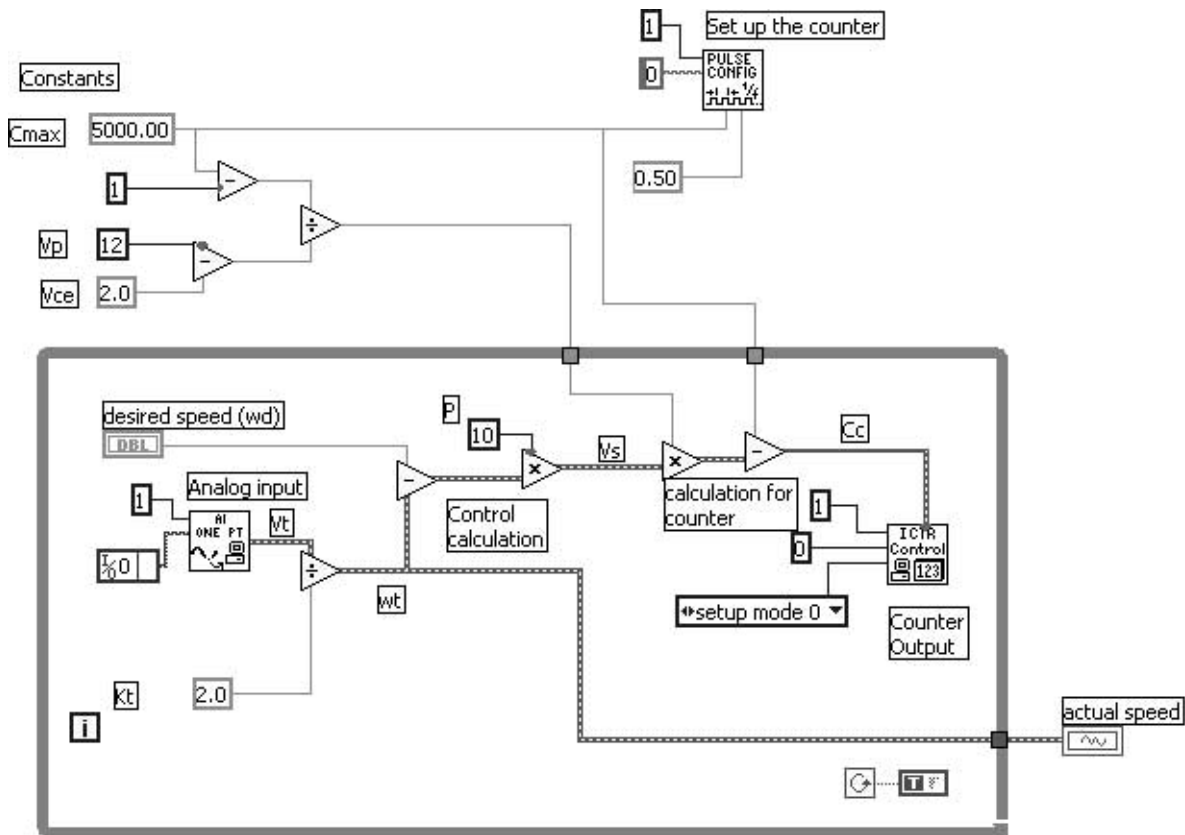 1
Set up the counter
0
PULSE
CONFIG
Constants
Cmax
5000.00
1
0.50
Vp
12
Vce
2.0
desired speed (wd)
DBL
P
10
Vs
Cc
1
Analog input
AI
ONE PT
Vt
I/O 0
Control
calculation
calculation for
counter
1
0
ICTR
Control
123
wt
setup mode 0
Counter
Output
Kt
2.0
i
actual speed
T F